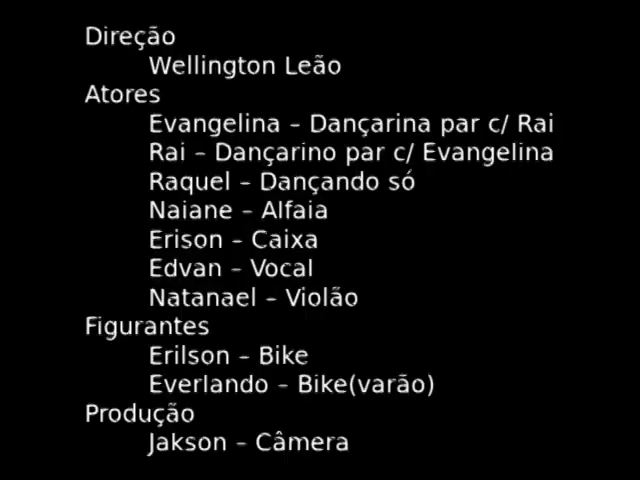 Direção
Wellington Leão
Atores
Evangelina – Dançarina par c/ Rai
Rai – Dançarino par c/ Evangelina
Raquel – Dançando só
Naiane – Alfaia
Erison – Caixa
Edvan – Vocal
Natanael – Violão
Figurantes
Erilson – Bike
Everlando – Bike(varão)
Produção
Jakson – Câmera